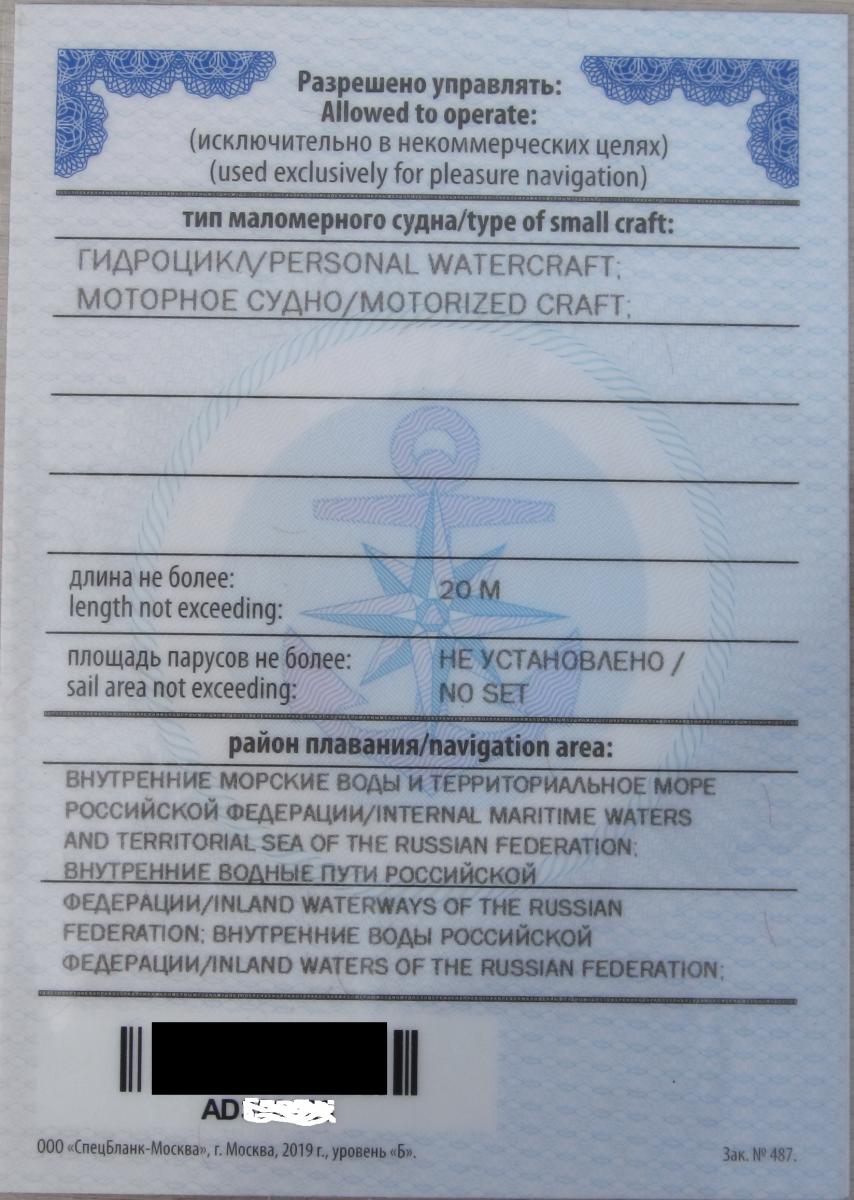 Разрешено управлять:
Allowed to operate:
(исключительно в некоммерческих целях)
(used exclusively for pleasure navigation)
тип маломерного судна/type of small craft:
ГИДРОЦИКЛ/PERSONAL WATERCRAFT;
МОТОРНОЕ СУДНО/MOTORIZED CRAFT;
длина не более:
length not exceeding:
20 М
площадь парусов не более:
sail area not exceeding:
НЕ УСТАНОВЛЕНО /
NO SET
район плавания/navigation area:
ВНУТРЕННИЕ МОРСКИЕ ВОДЫ И ТЕРРИТОРИАЛЬНОЕ МОРЕ
РОССИЙСКОЙ ФЕДЕРАЦИИ/INTERNAL MARITIME WATERS
AND TERRITORIAL SEA OF THE RUSSIAN FEDERATION;
ВНУТРЕННИЕ ВОДНЫЕ ПУТИ РОССИЙСКОЙ
ФЕДЕРАЦИИ/INLAND WATERWAYS OF THE RUSSIAN
FEDERATION; ВНУТРЕННИЕ ВОДЫ РОССИЙСКОЙ
ФЕДЕРАЦИИ/INLAND WATERS OF THE RUSSIAN FEDERATION;
AD
ООО «СпецБланк-Москва», г. Москва, 2019 г., уровень «Б».
Зак. № 487.